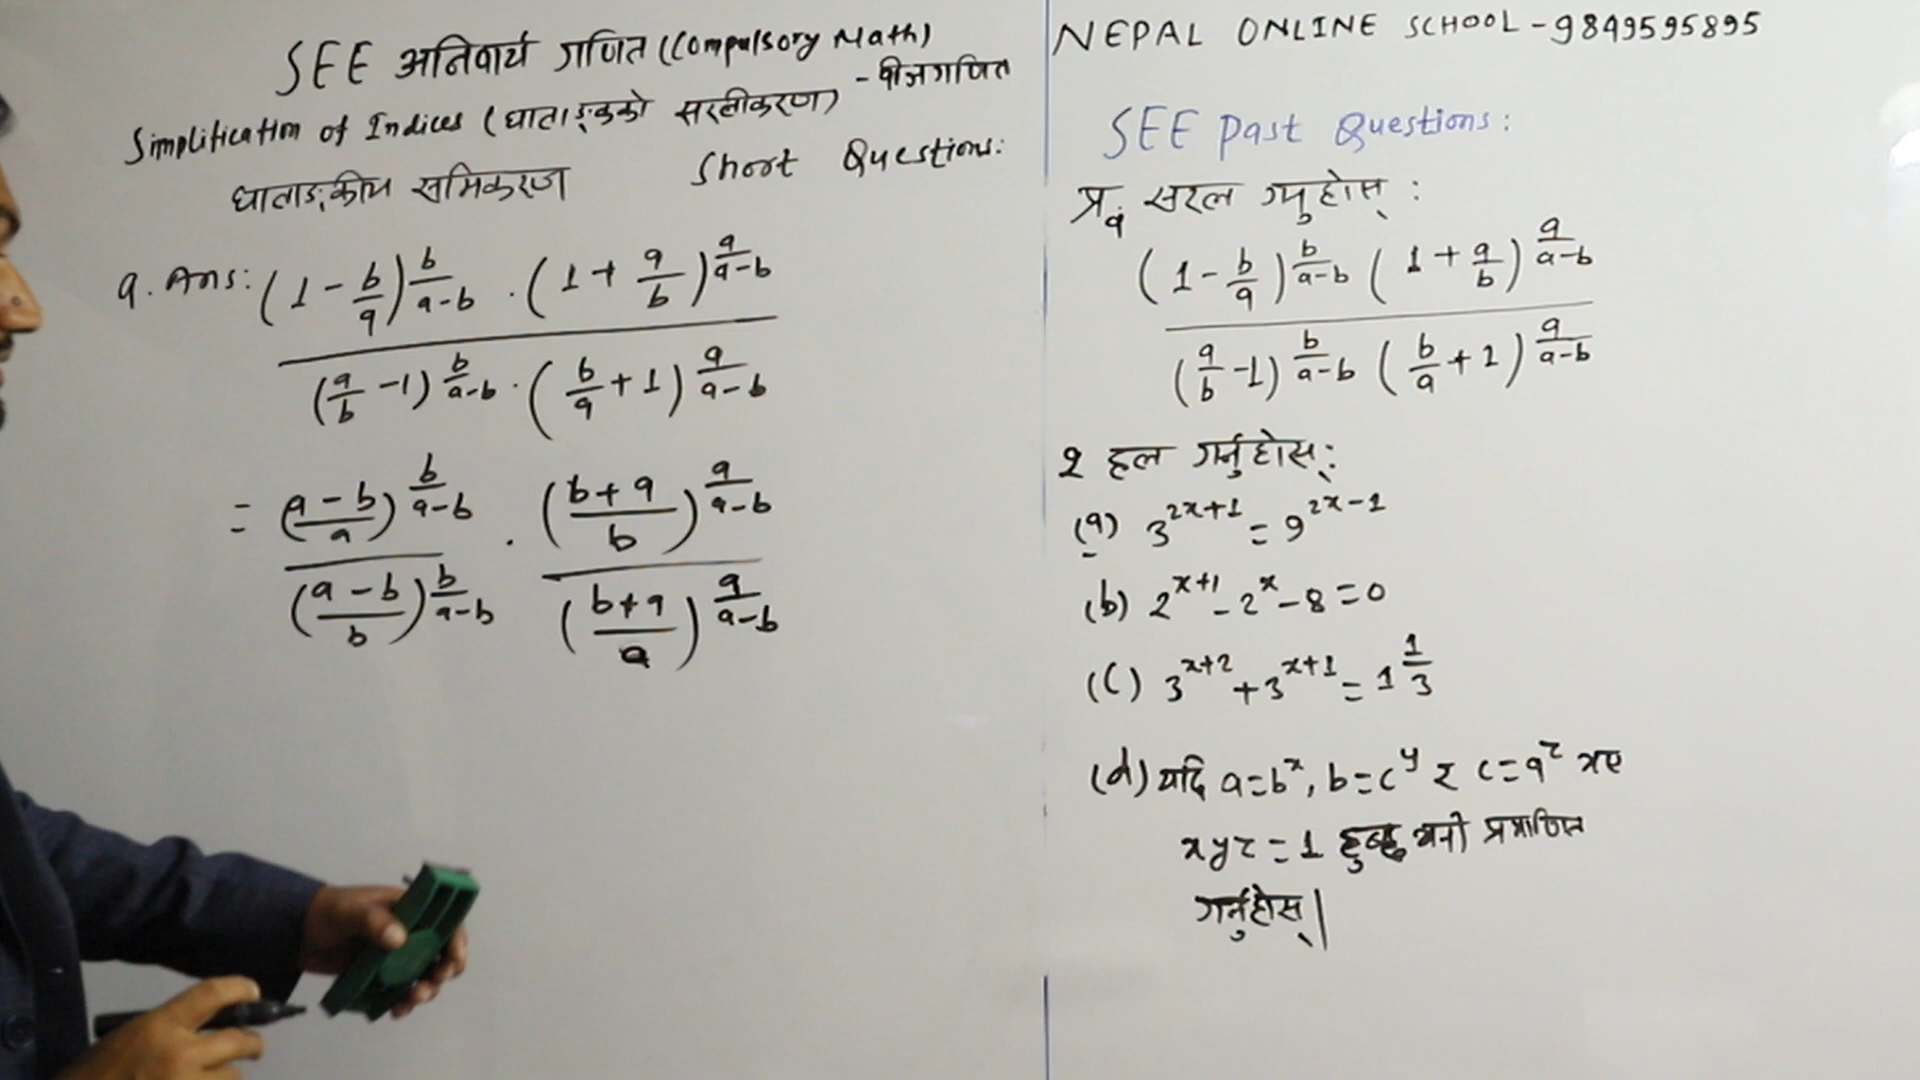 SEE अनिवार्य गणित (Compulsory Math)
- बीजगणित
Simplification of Indices (घाताङ्कको सरलीकरण)
घाताङ्कीय समिकरण Short Questions:
१. Ans: (1 - b/a)^(b/(a-b)) . (1 + a/b)^(a/(a-b))
(a/b - 1)^(b/(a-b)) . (b/a + 1)^(a/(a-b))
= ((a-b)/a)^(b/(a-b)) . ((b+a)/b)^(a/(a-b))
((a-b)/b)^(b/(a-b)) ((b+a)/a)^(a/(a-b))
NEPAL ONLINE SCHOOL - 9849595895
SEE Past Questions:
प्र१ सरल गर्नुहोस् :
(1 - b/a)^(b/(a-b)) (1 + a/b)^(a/(a-b))
(a/b - 1)^(b/(a-b)) (b/a + 1)^(a/(a-b))
२ हल गर्नुहोस् :
(a) 3^(2x+1) = 9^(2x-1)
(b) 2^(x+1) - 2^x - 8 = 0
(C) 3^(x+2) + 3^(x+1) = 1 1/3
(d) यदि a=b^x, b=c^y र c=a^z भए
xyz = 1 हुन्छ भनी प्रमाणित
गर्नुहोस् |